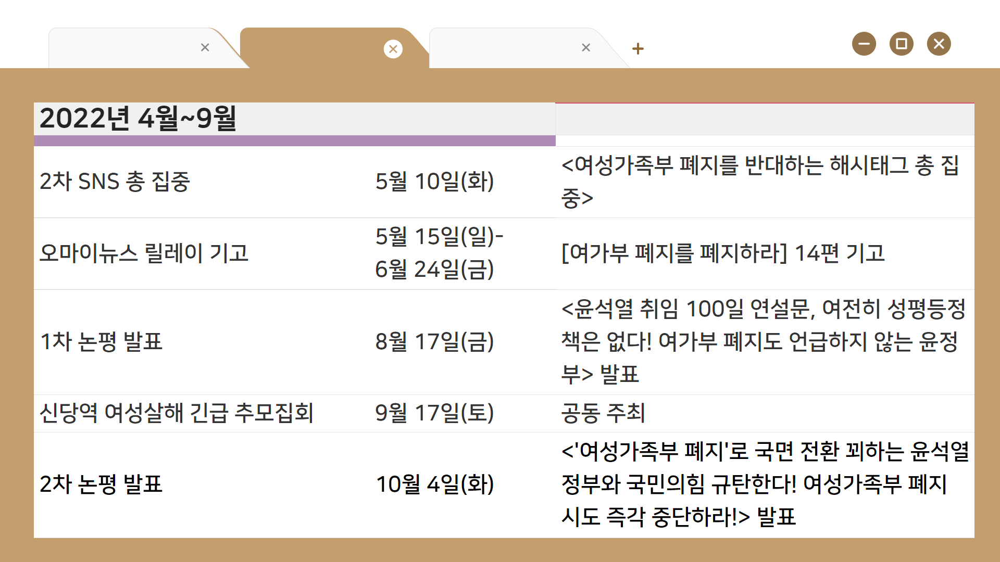 2022년 4월~9월
2차 SNS 총 집중
5월 10일(화)
<여성가족부 폐지를 반대하는 해시태그 총 집
중>
오마이뉴스 릴레이 기고
5월 15일(일)-
6월 24일(금)
[여가부 폐지를 폐지하라] 14편 기고
1차 논평 발표
8월 17일(금)
<윤석열 취임 100일 연설문, 여전히 성평등정
책은 없다! 여가부 폐지도 언급하지 않는 윤정
부> 발표
신당역 여성살해 긴급 추모집회
9월 17일(토)
공동 주최
2차 논평 발표
10월 4일(화)
<'여성가족부 폐지'로 국면 전환 꾀하는 윤석열
정부와 국민의힘 규탄한다! 여성가족부 폐지
시도 즉각 중단하라!> 발표